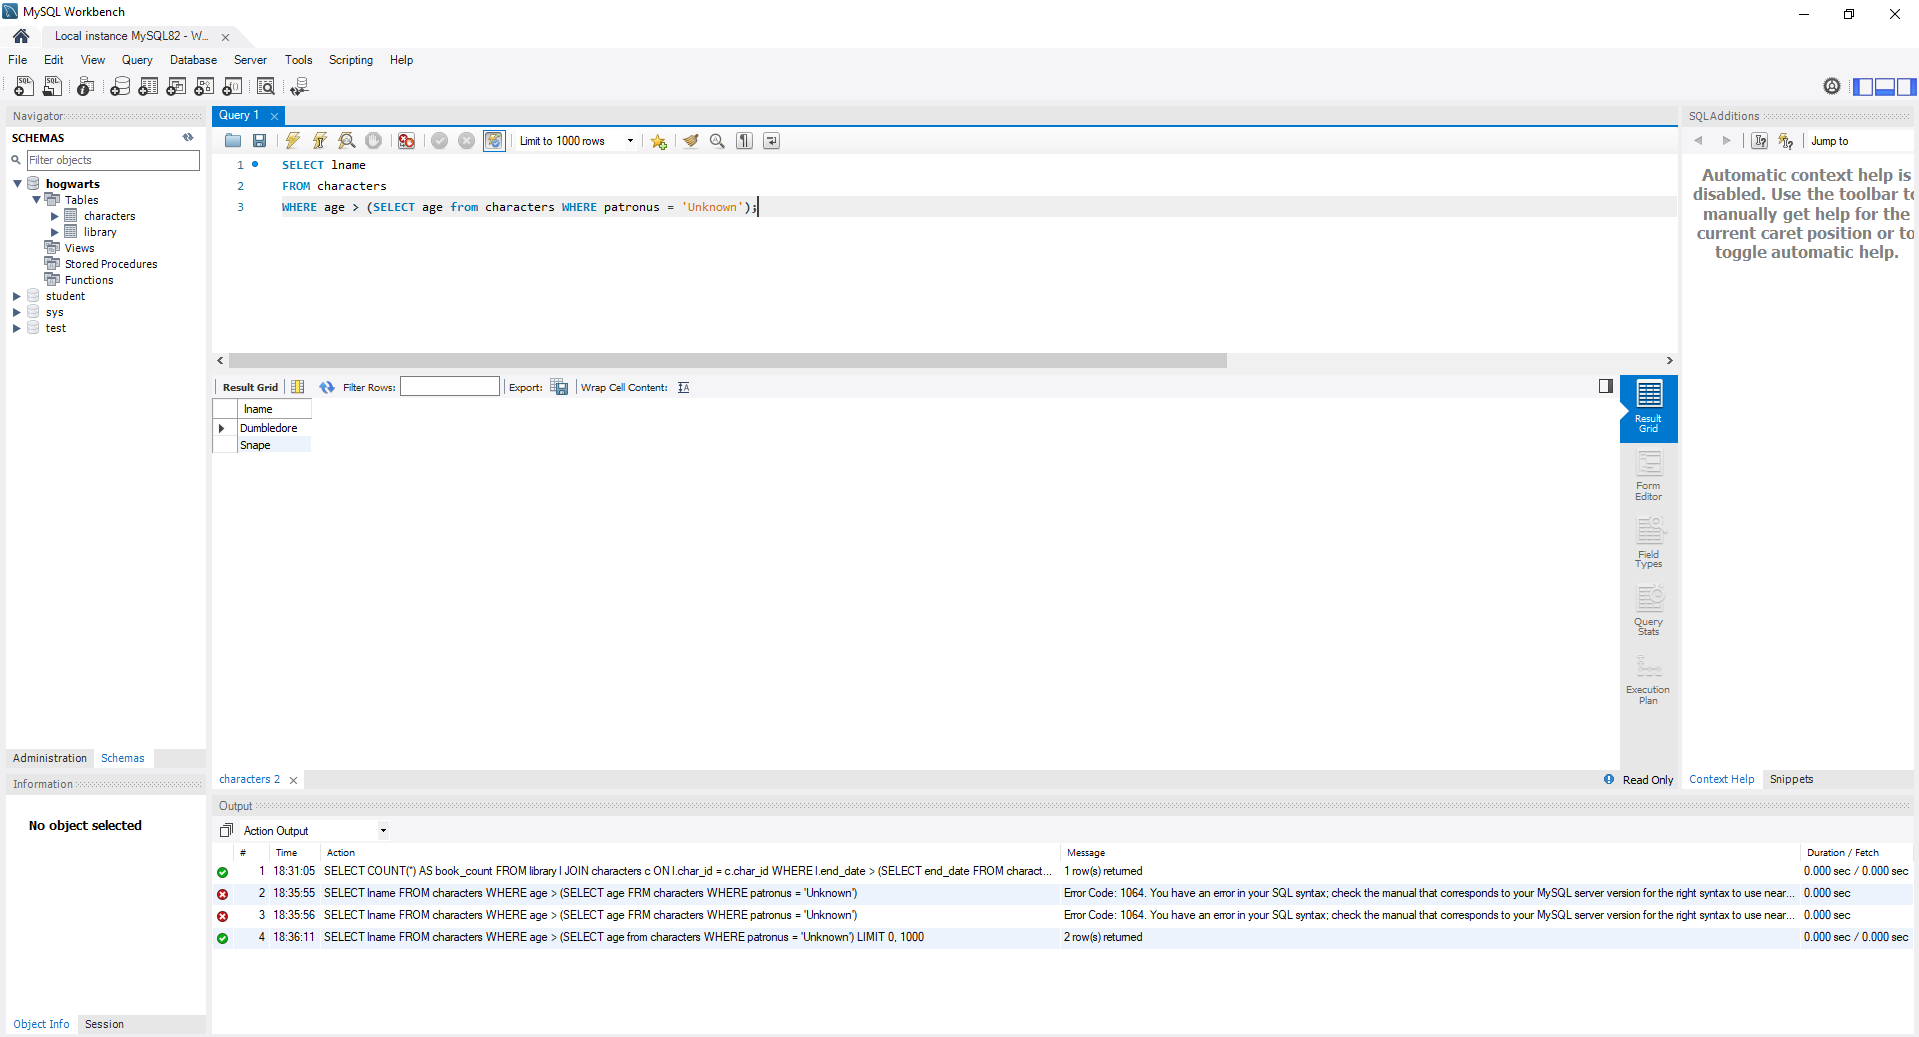 MySQL Workbench
Local instance MySQL82 - W...
File Edit View Query Database Server Tools Scripting Help
Navigator
SCHEMAS
Filter objects
hogwarts
Tables
characters
library
Views
Stored Procedures
Functions
student
sys
test
Administration Schemas
Information
No object selected
Object Info Session
Query 1
Limit to 1000 rows
1 SELECT lname
2 FROM characters
3 WHERE age > (SELECT age from characters WHERE patronus = 'Unknown');
Result Grid Filter Rows: Export: Wrap Cell Content:
lname
Dumbledore
Snape
Result
Grid
Form
Editor
Field
Types
Query
Stats
Execution
Plan
characters 2
Read Only
SQLAdditions
Jump to
Automatic context help is
disabled. Use the toolbar to
manually get help for the
current caret position or to
toggle automatic help.
Context Help Snippets
Output
Action Output
# Time Action Message Duration / Fetch
1 18:31:05 SELECT COUNT(*) AS book_count FROM library l JOIN characters c ON l.char_id = c.char_id WHERE l.end_date > (SELECT end_date FROM charact... 1 row(s) returned 0.000 sec / 0.000 sec
2 18:35:55 SELECT lname FROM characters WHERE age > (SELECT age FRM characters WHERE patronus = 'Unknown') Error Code: 1064. You have an error in your SQL syntax; check the manual that corresponds to your MySQL server version for the right syntax to use near... 0.000 sec
3 18:35:56 SELECT lname FROM characters WHERE age > (SELECT age FRM characters WHERE patronus = 'Unknown') Error Code: 1064. You have an error in your SQL syntax; check the manual that corresponds to your MySQL server version for the right syntax to use near... 0.000 sec
4 18:36:11 SELECT lname FROM characters WHERE age > (SELECT age from characters WHERE patronus = 'Unknown') LIMIT 0, 1000 2 row(s) returned 0.000 sec / 0.000 sec